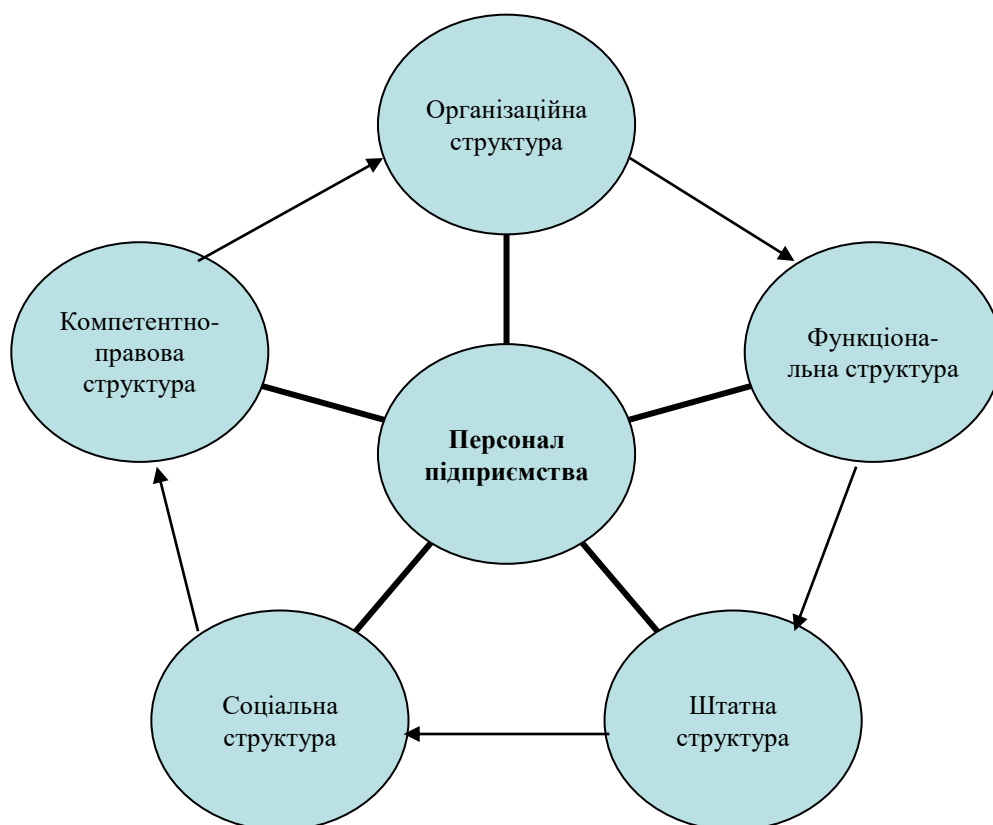 Організаційна
структура
Компетентно-
правова
структура
Функціона-
льна структура
Персонал
підприємства
Соціальна
структура
Штатна
структура